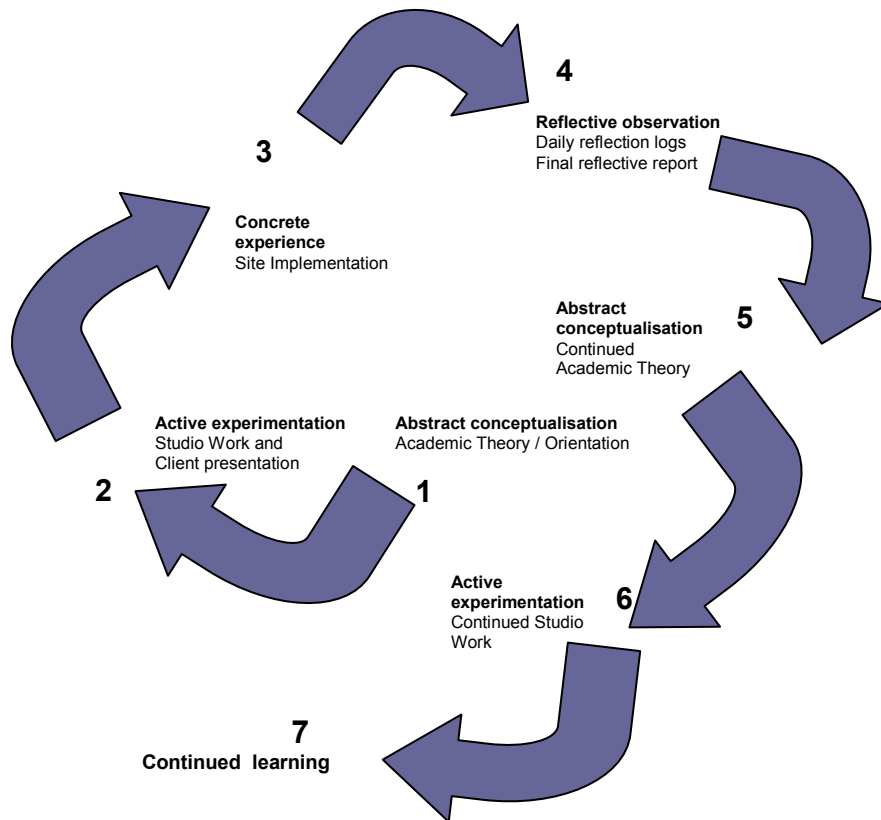 1
Abstract conceptualisation
Academic Theory / Orientation
2
Active experimentation
Studio Work and
Client presentation
3
Concrete
experience
Site Implementation
4
Reflective observation
Daily reflection logs
Final reflective report
5
Abstract
conceptualisation
Continued
Academic Theory
6
Active
experimentation
Continued Studio
Work
7
Continued learning